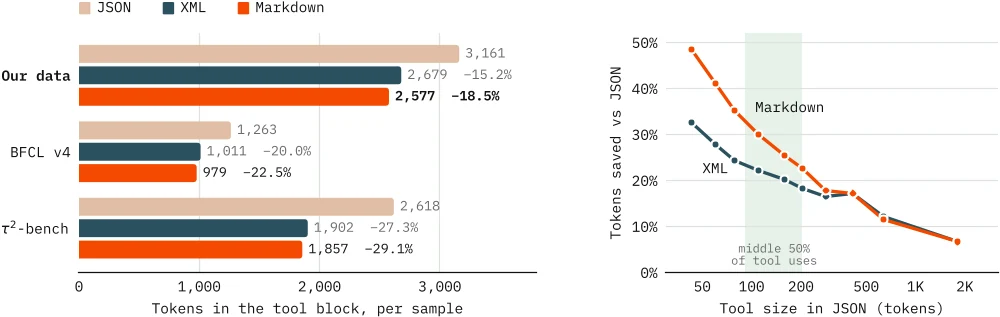 JSON XML Markdown
Our data
3,161
2,679 −15.2%
2,577 −18.5%
BFCL v4
1,263
1,011 −20.0%
979 −22.5%
τ²-bench
2,618
1,902 −27.3%
1,857 −29.1%
0 1,000 2,000 3,000
Tokens in the tool block, per sample
Tokens saved vs JSON
50%
40%
30%
20%
10%
0%
Markdown
XML
middle 50%
of tool uses
50 100 200 500 1K 2K
Tool size in JSON (tokens)